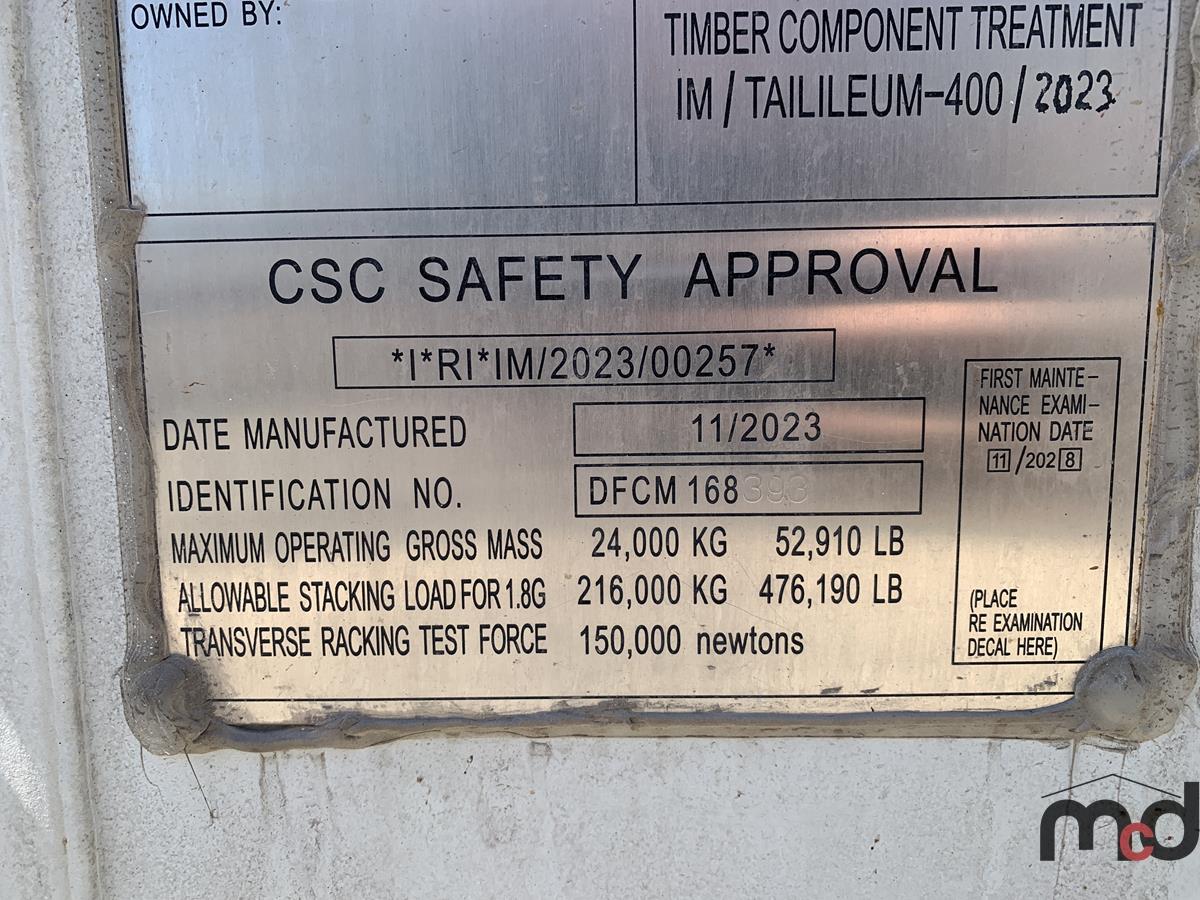 OWNED BY:
TIMBER COMPONENT TREATMENT
IM / TAILILEUM-400 / 2023
CSC SAFETY APPROVAL
*I*RI*IM/2023/00257*
DATE MANUFACTURED 11/2023
IDENTIFICATION NO. DFCM 168393
MAXIMUM OPERATING GROSS MASS 24,000 KG 52,910 LB
ALLOWABLE STACKING LOAD FOR 1.8G 216,000 KG 476,190 LB
TRANSVERSE RACKING TEST FORCE 150,000 newtons
FIRST MAINTE-
NANCE EXAMI-
NATION DATE
11/2028
(PLACE
RE EXAMINATION
DECAL HERE)
mcd